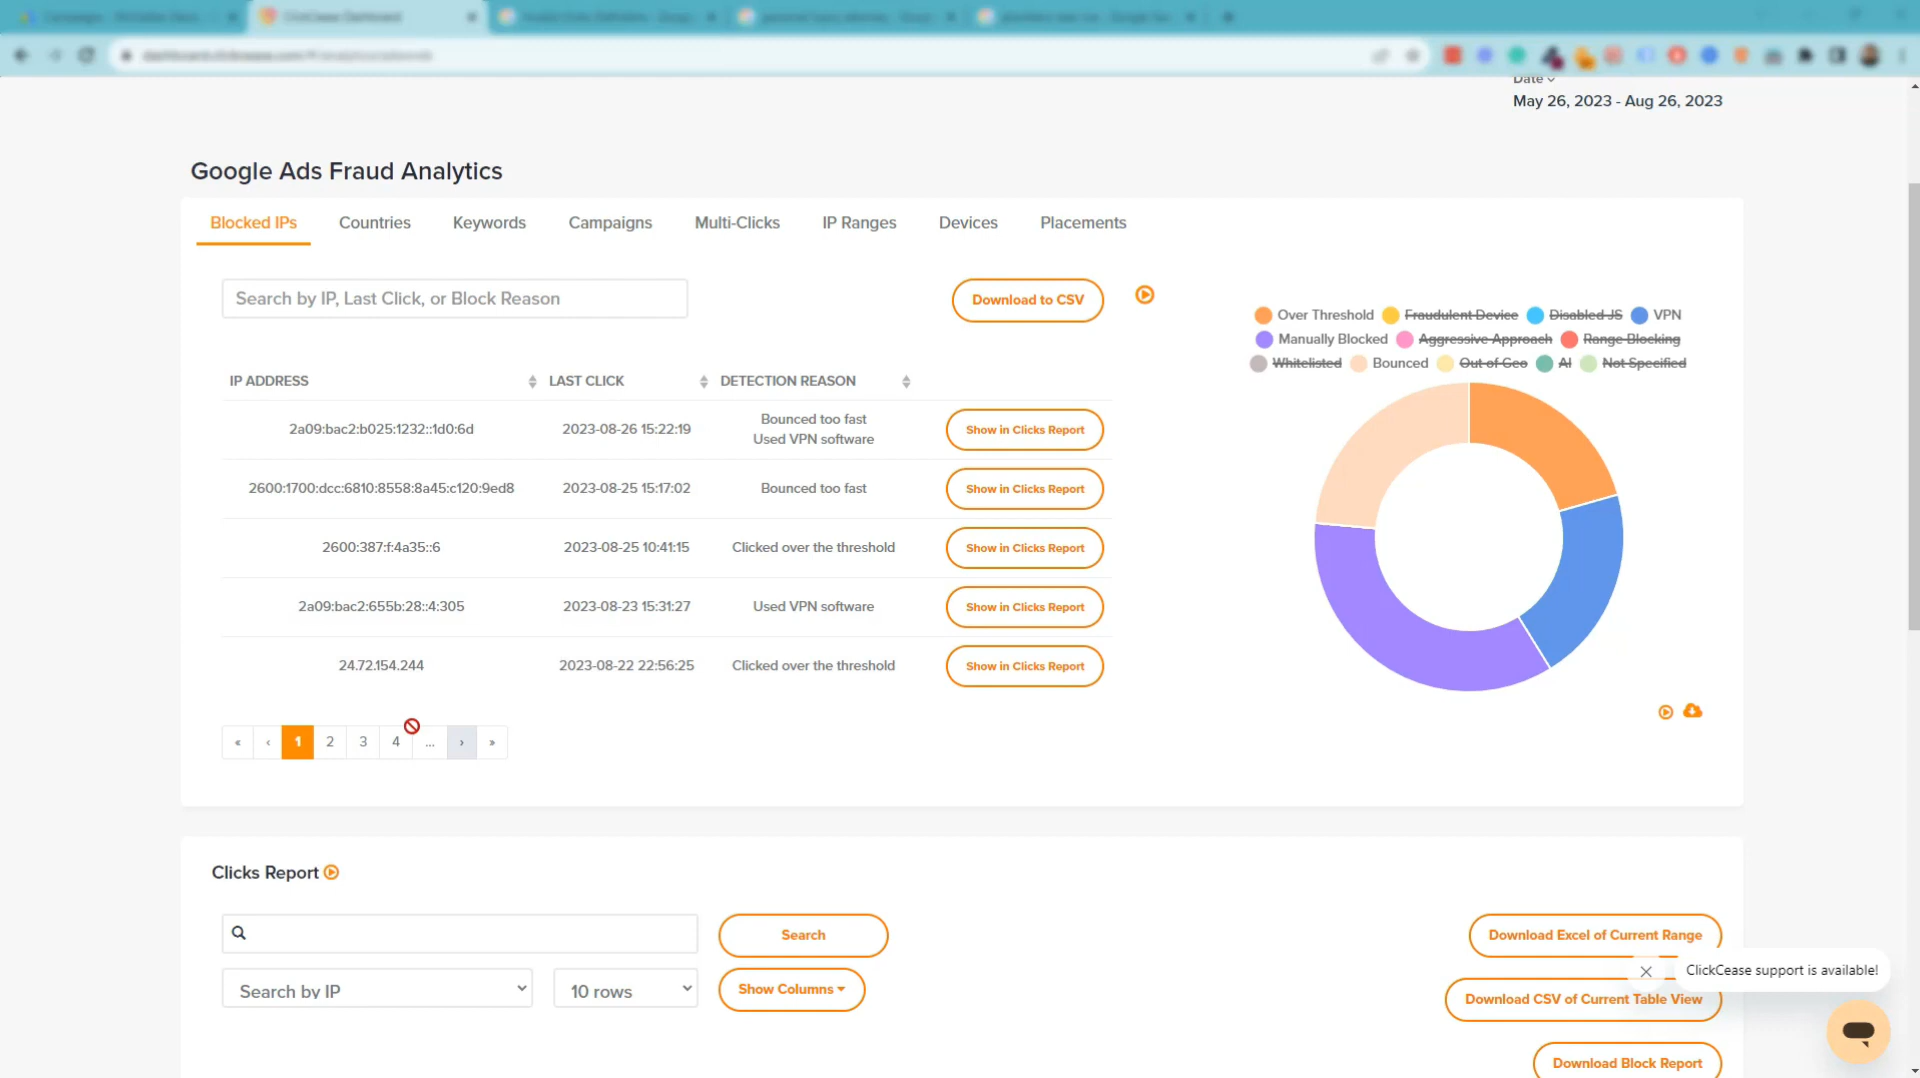 Date
May 26, 2023 - Aug 26, 2023
Google Ads Fraud Analytics
Blocked IPs Countries Keywords Campaigns Multi-Clicks IP Ranges Devices Placements
Search by IP, Last Click, or Block Reason
Download to CSV
Over Threshold Fraudulent Device Disabled JS VPN
Manually Blocked Aggressive Approach Range Blocking
Whitelisted Bounced Out of Geo AI Not Specified
IP ADDRESS LAST CLICK DETECTION REASON
2a09:bac2:b025:1232::1d0:6d 2023-08-26 15:22:19 Bounced too fast Used VPN software Show in Clicks Report
2600:1700:dcc:6810:8558:8a45:c120:9ed8 2023-08-25 15:17:02 Bounced too fast Show in Clicks Report
2600:387:f:4a35::6 2023-08-25 10:41:15 Clicked over the threshold Show in Clicks Report
2a09:bac2:655b:28::4:305 2023-08-23 15:31:27 Used VPN software Show in Clicks Report
24.72.154.244 2023-08-22 22:56:25 Clicked over the threshold Show in Clicks Report
« ‹ 1 2 3 4 ... › »
Clicks Report
Search
Download Excel of Current Range
ClickCease support is available!
Search by IP 10 rows Show Columns
Download CSV of Current Table View
Download Block Report